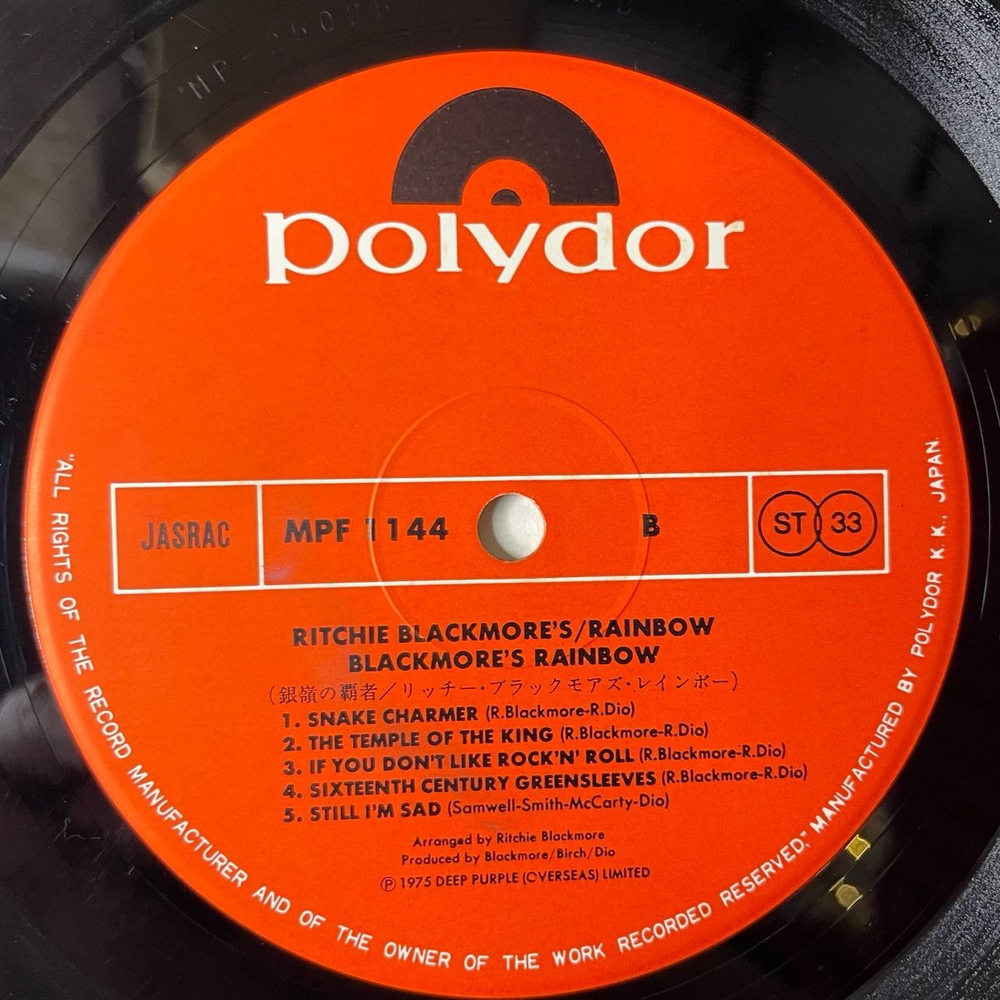 polydor
JASRAC
MPF 1144
B
ST 33
RITCHIE BLACKMORE'S/RAINBOW
BLACKMORE'S RAINBOW
(銀嶺の覇者/リッチー・ブラックモアズ・レインボー)
1. SNAKE CHARMER (R.Blackmore-R.Dio)
2. THE TEMPLE OF THE KING (R.Blackmore-R.Dio)
3. IF YOU DON'T LIKE ROCK'N' ROLL (R.Blackmore-R.Dio)
4. SIXTEENTH CENTURY GREENSLEEVES (R.Blackmore-R.Dio)
5. STILL I'M SAD (Samwell-Smith-McCarty-Dio)
Arranged by Ritchie Blackmore
Produced by Blackmore/Birch/Dio
Ⓟ 1975 DEEP PURPLE (OVERSEAS) LIMITED
"ALL RIGHTS OF THE RECORD MANUFACTURER AND OF THE OWNER OF THE WORK RECORDED RESERVED," MANUFACTURED BY POLYDOR K. K., JAPAN.